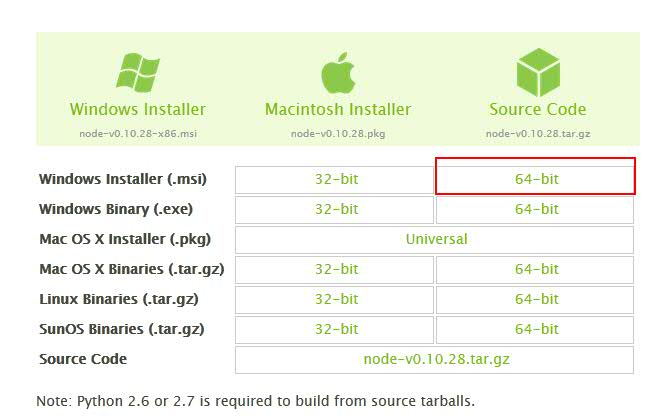 Windows Installer Macintosh Installer Source Code
node-v0.10.28-x86.msi node-v0.10.28.pkg node-v0.10.28.tar.gz
Windows Installer (.msi) 32-bit 64-bit
Windows Binary (.exe) 32-bit 64-bit
Mac OS X Installer (.pkg) Universal
Mac OS X Binaries (.tar.gz) 32-bit 64-bit
Linux Binaries (.tar.gz) 32-bit 64-bit
SunOS Binaries (.tar.gz) 32-bit 64-bit
Source Code node-v0.10.28.tar.gz
Note: Python 2.6 or 2.7 is required to build from source tarballs.